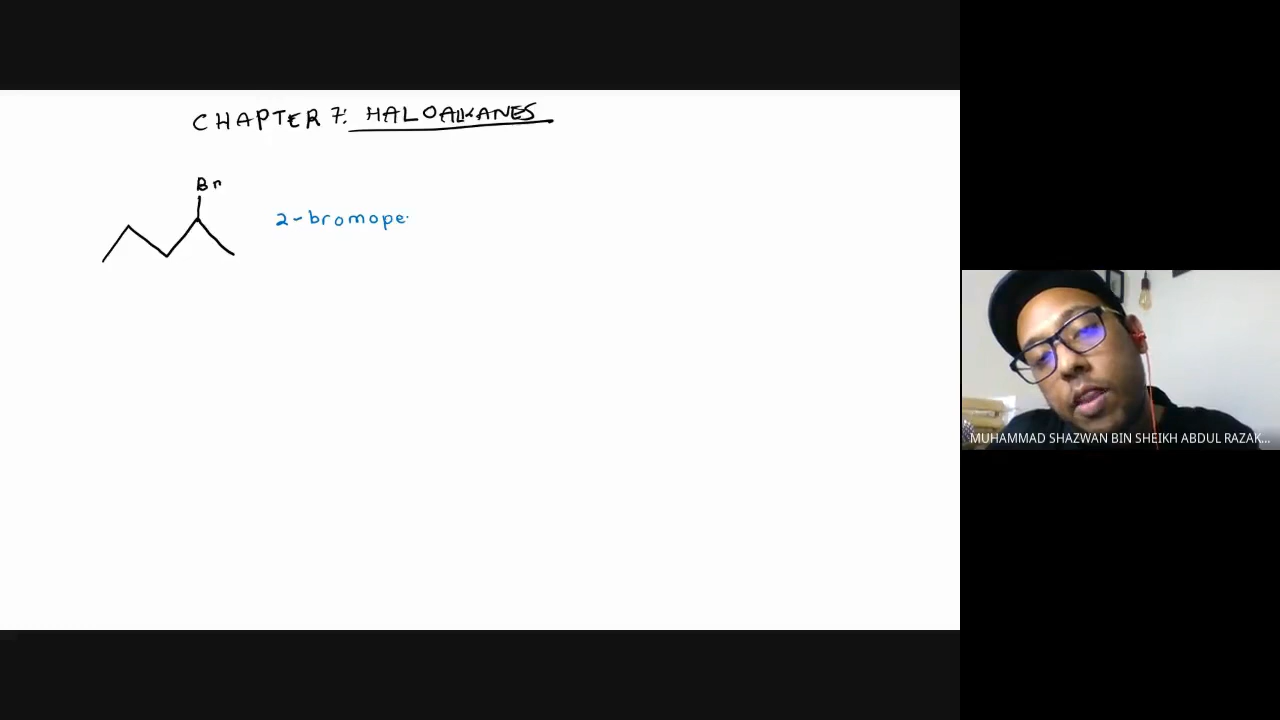 CHAPTER 7: HALOALKANES
Br
2-bromope
MUHAMMAD SHAZWAN BIN SHEIKH ABDUL RAZAK...